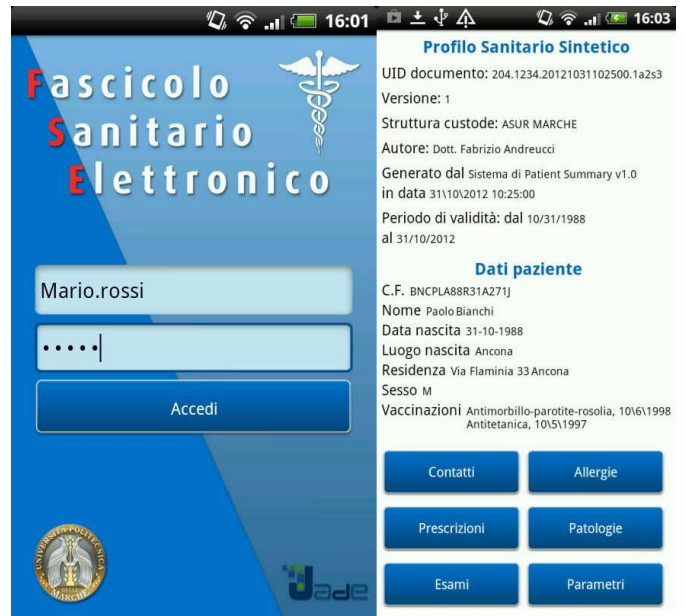 16:01
Fascicolo
Sanitario
Elettronico
Mario.rossi
•••••
Accedi
UNIVERSITÀ POLITECNICA
DELLE
MARCHE
Jade
16:03
Profilo Sanitario Sintetico
UID documento: 204.1234.20121031102500.1a2s3
Versione: 1
Struttura custode: ASUR MARCHE
Autore: Dott. Fabrizio Andreucci
Generato dal Sistema di Patient Summary v1.0
in data 31\10\2012 10:25:00
Periodo di validità: dal 10/31/1988
al 31/10/2012
Dati paziente
C.F. BNCPLA88R31A271J
Nome Paolo Bianchi
Data nascita 31-10-1988
Luogo nascita Ancona
Residenza Via Flaminia 33 Ancona
Sesso M
Vaccinazioni Antimorbillo-parotite-rosolia, 10\6\1998
Antitetanica, 10\5\1997
Contatti
Allergie
Prescrizioni
Patologie
Esami
Parametri